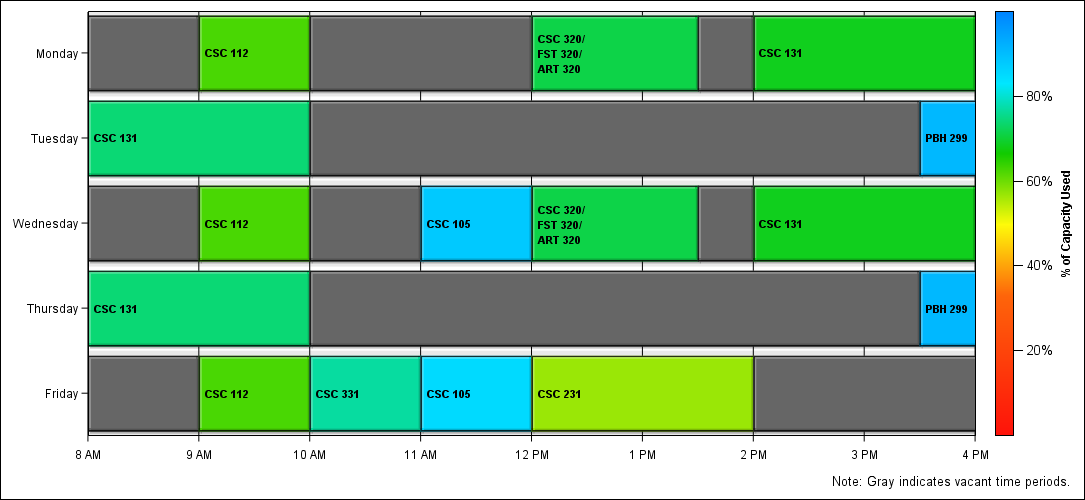 Monday
CSC 112
CSC 320/
FST 320/
ART 320
CSC 131
Tuesday
CSC 131
PBH 299
Wednesday
CSC 112
CSC 105
CSC 320/
FST 320/
ART 320
CSC 131
Thursday
CSC 131
PBH 299
Friday
CSC 112
CSC 331
CSC 105
CSC 231
8 AM
9 AM
10 AM
11 AM
12 PM
1 PM
2 PM
3 PM
4 PM
80%
60%
40%
20%
% of Capacity Used
Note: Gray indicates vacant time periods.